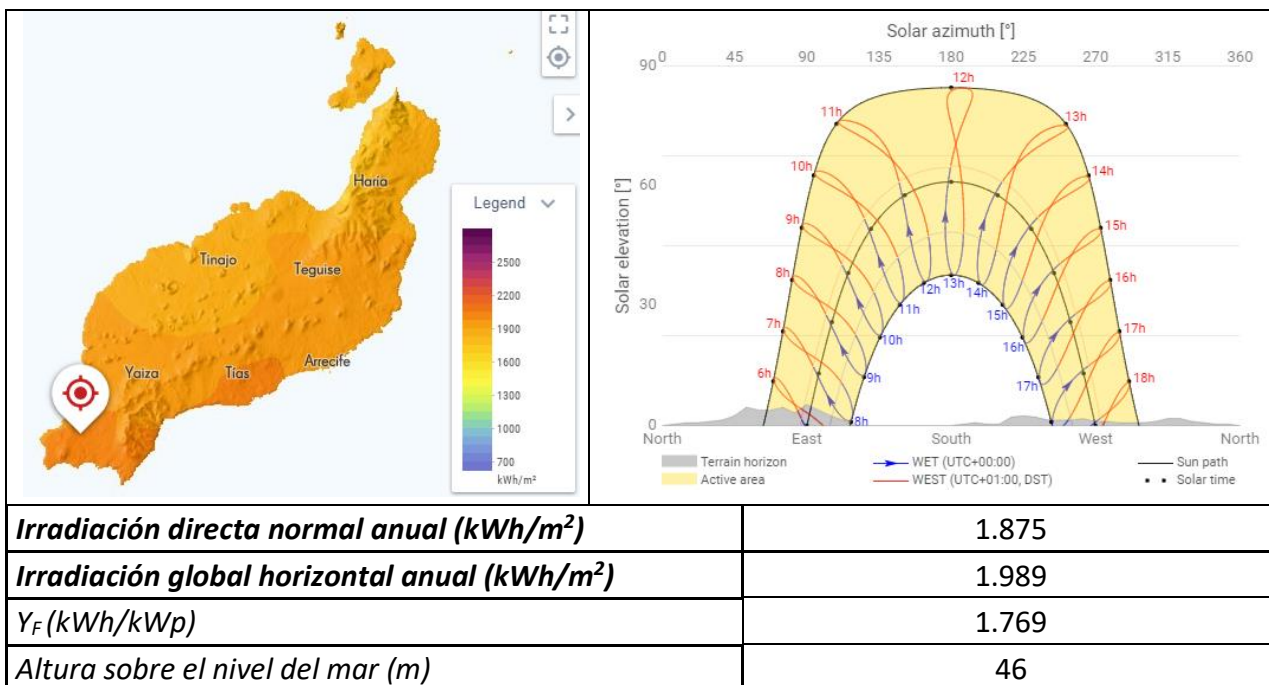 Haría
Tinajo
Teguise
Yaiza
Tías
Arrecife
Legend
2500
2200
1900
1600
1300
1000
700
kWh/m²
Solar azimuth [°]
0 45 90 135 180 225 270 315 360
Solar elevation [°]
90
60
30
0
12h
11h 13h
10h 14h
9h 15h
8h 16h
7h 17h
6h 18h
12h 13h 14h
11h 15h
10h 16h
9h 17h
8h
North East South West North
Terrain horizon WET (UTC+00:00) Sun path
Active area WEST (UTC+01:00, DST) Solar time
Irradiación directa normal anual (kWh/m²) 1.875
Irradiación global horizontal anual (kWh/m²) 1.989
Y_F (kWh/kWp) 1.769
Altura sobre el nivel del mar (m) 46